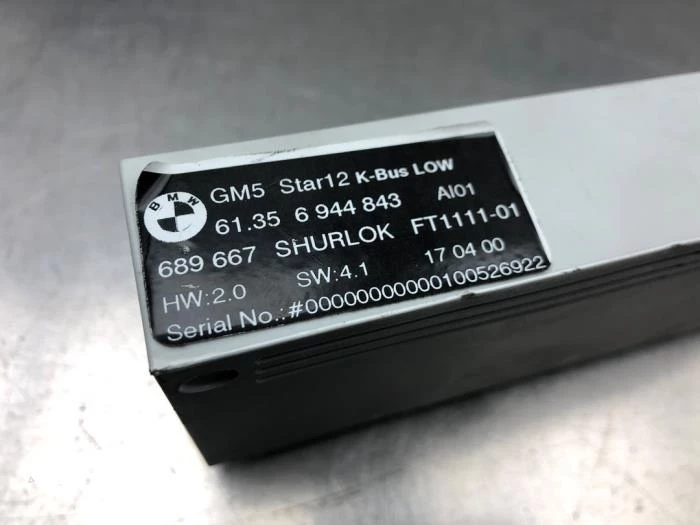 BMW
GM5 Star12 K-Bus LOW
61.35 6 944 843 AI01
689 667 SHURLOK FT1111-01
HW:2.0 SW:4.1 17 04 00
Serial No.:#00000000000100526922